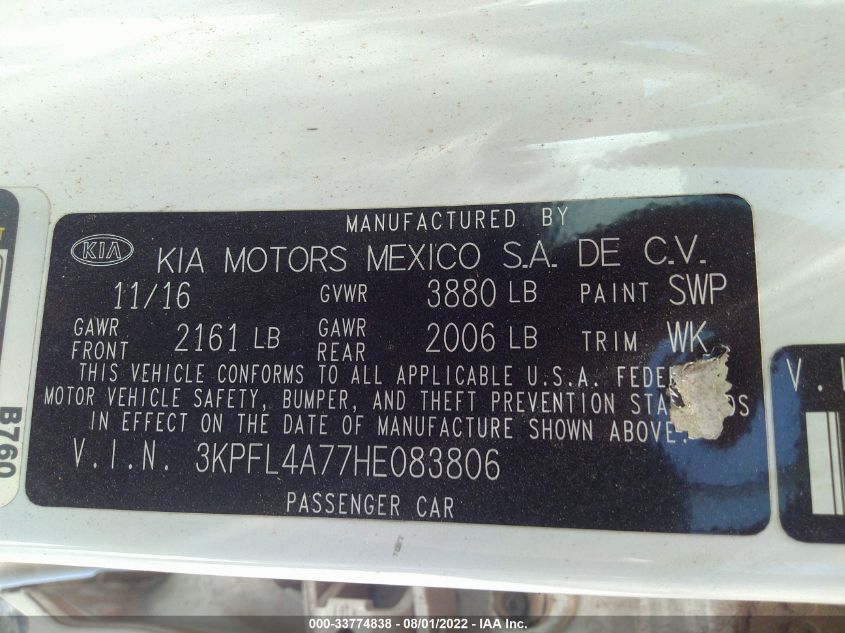 MANUFACTURED BY
KIA KIA MOTORS MEXICO S.A. DE C.V.
11/16 GVWR 3880 LB PAINT SWP
GAWR FRONT 2161 LB GAWR REAR 2006 LB TRIM WK
THIS VEHICLE CONFORMS TO ALL APPLICABLE U.S.A.
MOTOR VEHICLE SAFETY, BUMPER, AND THEFT PREVENTION
IN EFFECT ON THE DATE OF MANUFACTURE SHOWN ABOVE.
V.I.N. 3KPFL4A77HE083806
PASSENGER CAR
B760
000-33774838 - 08/01/2022 - IAA Inc.